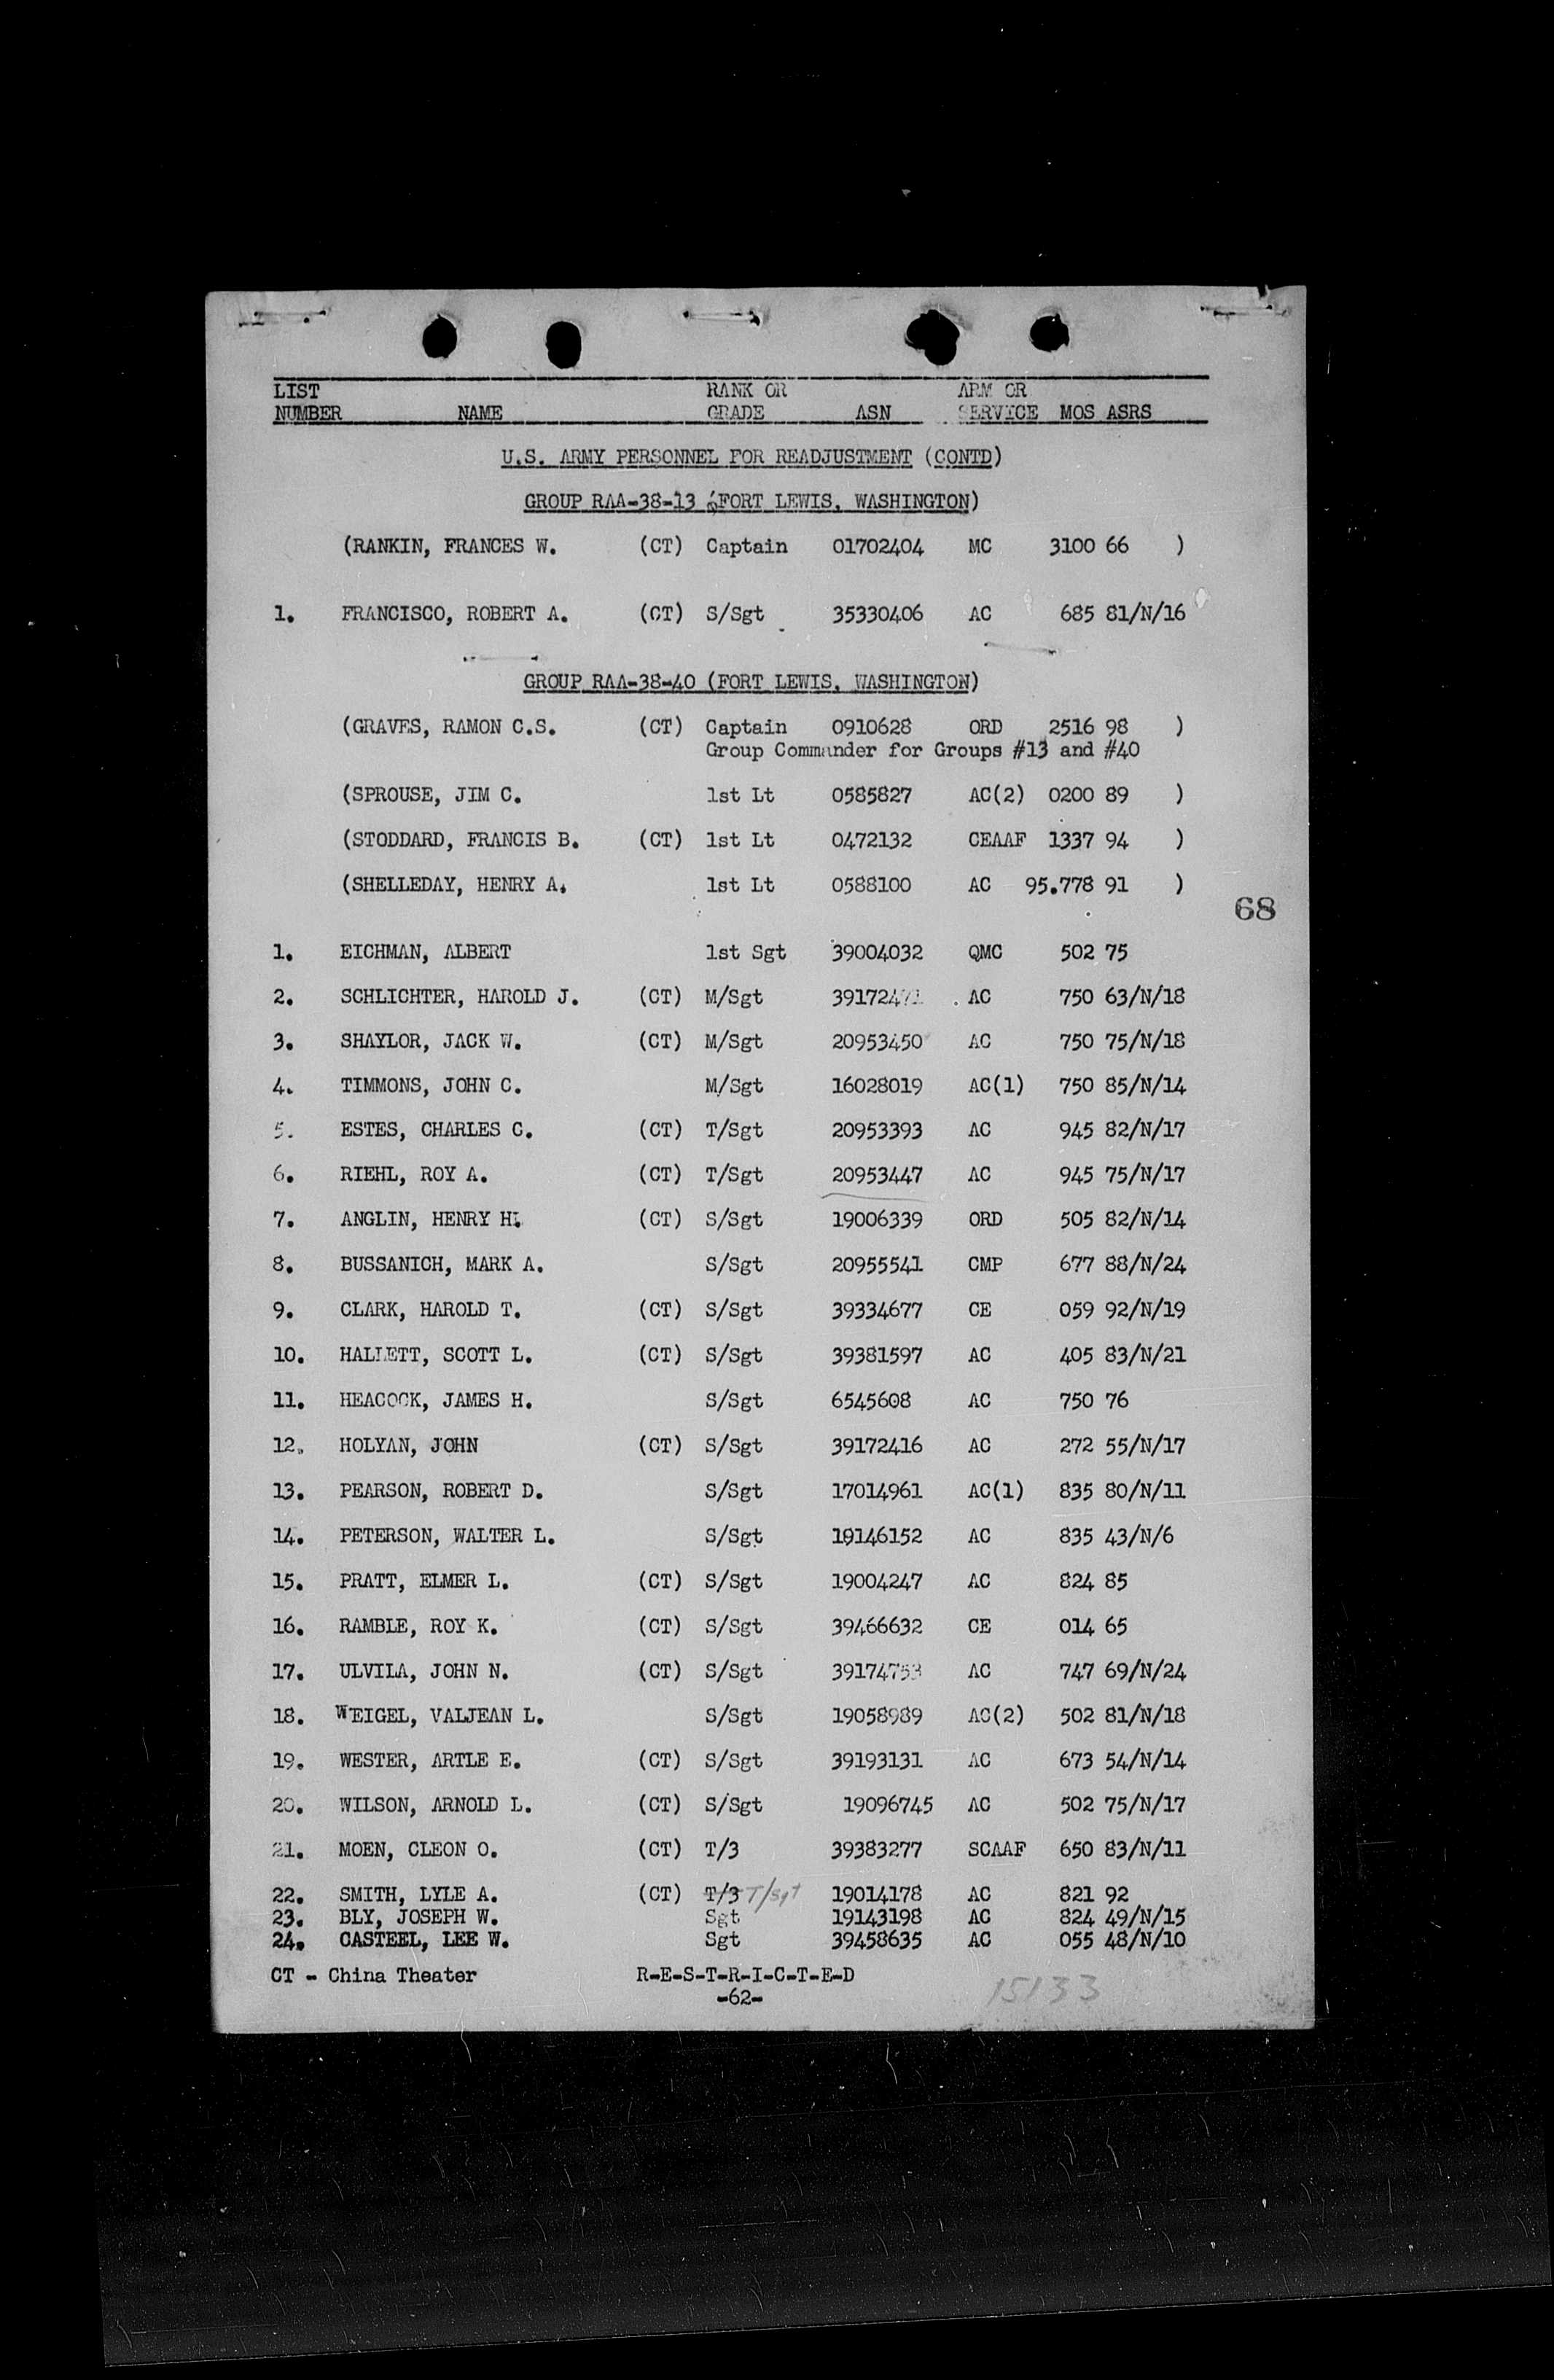 LIST RANK OR ARM OR
NUMBER NAME GRADE ASN SERVICE MOS ASRS
U.S. ARMY PERSONNEL FOR READJUSTMENT (CONTD)
GROUP RAA-38-13 (FORT LEWIS, WASHINGTON)
(RANKIN, FRANCES W. (CT) Captain 01702404 MC 3100 66 )
1. FRANCISCO, ROBERT A. (CT) S/Sgt 35330406 AC 685 81/N/16
GROUP RAA-38-40 (FORT LEWIS, WASHINGTON)
(GRAVES, RAMON C.S. (CT) Captain 0910628 ORD 2516 98 )
Group Commander for Groups #13 and #40
(SPROUSE, JIM C. 1st Lt 0585827 AC(2) 0200 89 )
(STODDARD, FRANCIS B. (CT) 1st Lt 0472132 CEAAF 1337 94 )
(SHELLEDAY, HENRY A. 1st Lt 0588100 AC 95.778 91 )
68
1. EICHMAN, ALBERT 1st Sgt 39004032 QMC 502 75
2. SCHLICHTER, HAROLD J. (CT) M/Sgt AC 750 63/N/18
3. SHAYLOR, JACK W. (CT) M/Sgt 20953450 AC 750 75/N/18
4. TIMMONS, JOHN C. M/Sgt 16028019 AC(1) 750 85/N/14
5. ESTES, CHARLES C. (CT) T/Sgt 20953393 AC 945 82/N/17
6. RIEHL, ROY A. (CT) T/Sgt 20953447 AC 945 75/N/17
7. ANGLIN, HENRY H. (CT) S/Sgt 19006339 ORD 505 82/N/14
8. BUSSANICH, MARK A. S/Sgt 20955541 CMP 677 88/N/24
9. CLARK, HAROLD T. (CT) S/Sgt 39334677 CE 059 92/N/19
10. HALLETT, SCOTT L. (CT) S/Sgt 39381597 AC 405 83/N/21
11. HEACOCK, JAMES H. S/Sgt 6545608 AC 750 76
12. HOLYAN, JOHN (CT) S/Sgt 39172416 AC 272 55/N/17
13. PEARSON, ROBERT D. S/Sgt 17014961 AC(1) 835 80/N/11
14. PETERSON, WALTER L. S/Sgt 19146152 AC 835 43/N/6
15. PRATT, ELMER L. (CT) S/Sgt 19004247 AC 824 85
16. RAMBLE, ROY K. (CT) S/Sgt 39466632 CE 014 65
17. ULVILA, JOHN N. (CT) S/Sgt 39174753 AC 747 69/N/24
18. WEIGEL, VALJEAN L. S/Sgt 19058989 AC(2) 502 81/N/18
19. WESTER, ARTLE E. (CT) S/Sgt 39193131 AC 673 54/N/14
20. WILSON, ARNOLD L. (CT) S/Sgt 19096745 AC 502 75/N/17
21. MOEN, CLEON O. (CT) T/3 39383277 SCAAF 650 83/N/11
22. SMITH, LYLE A. (CT) T/3 T/Sgt 19014178 AC 821 92
23. BLY, JOSEPH W. Sgt 19143198 AC 824 49/N/15
24. CASTEEL, LEE W. Sgt 39458635 AC 055 48/N/10
CT - China Theater R-E-S-T-R-I-C-T-E-D
-62- 15133